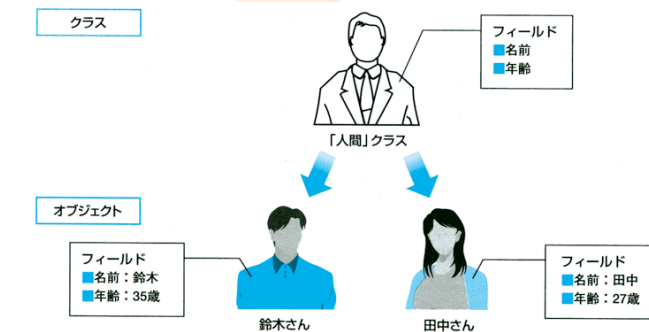 クラス
フィールド
■名前
■年齢
「人間」クラス
オブジェクト
フィールド
■名前：鈴木
■年齢：35歳
鈴木さん
フィールド
■名前：田中
■年齢：27歳
田中さん